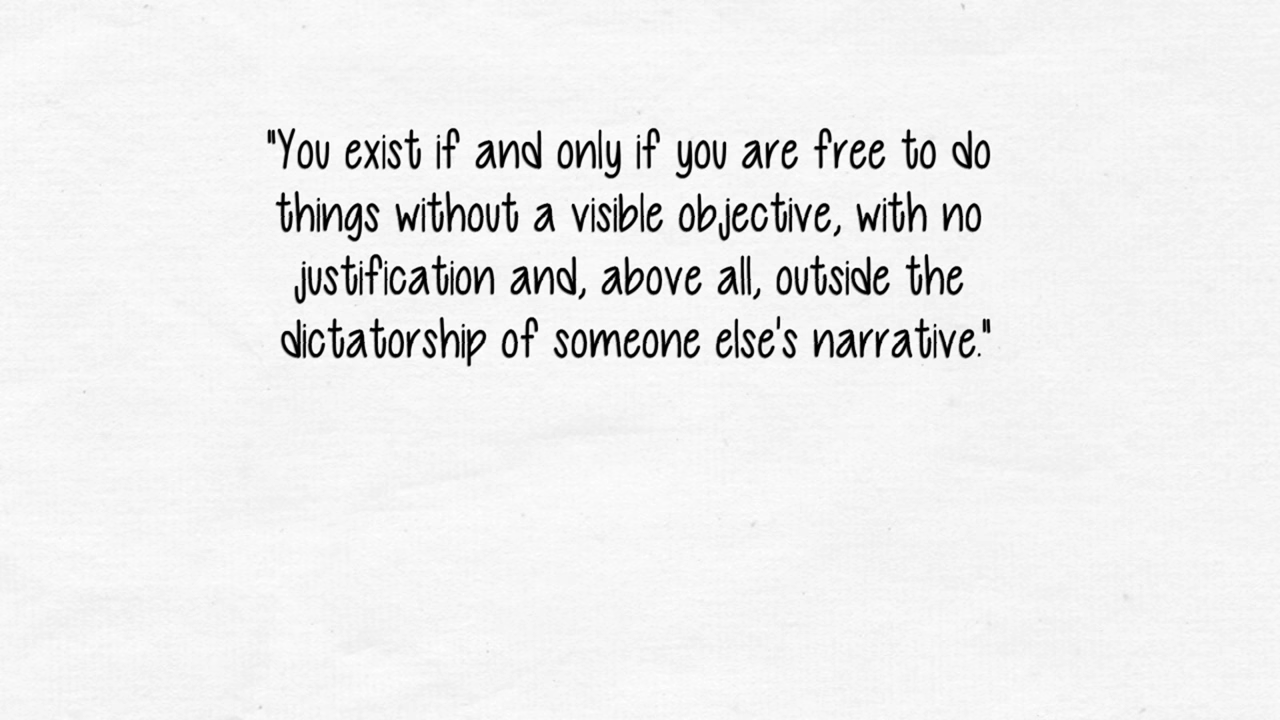 "You exist if and only if you are free to do
things without a visible objective, with no
justification and, above all, outside the
dictatorship of someone else's narrative."